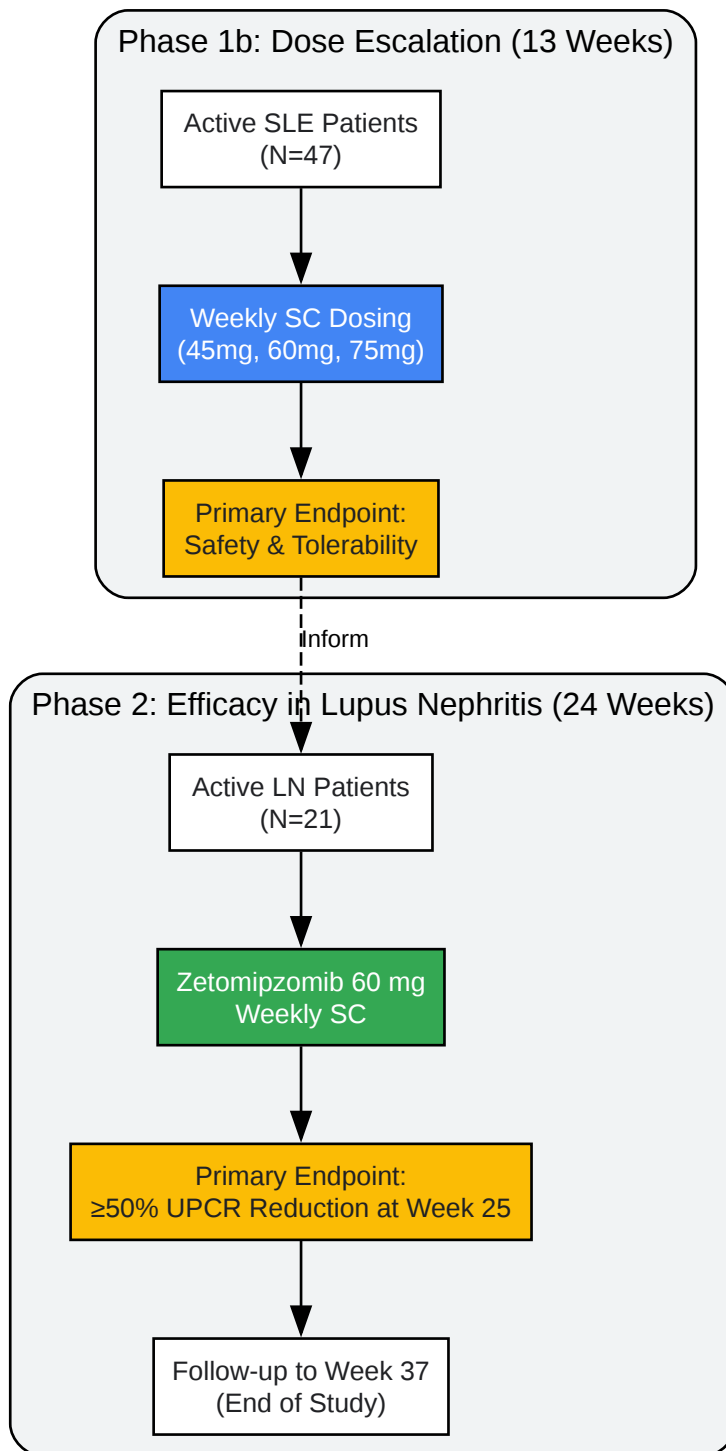 Phase 1b: Dose Escalation (13 Weeks)
Active SLE Patients
(N=47)
Weekly SC Dosing
(45mg, 60mg, 75mg)
Primary Endpoint:
Safety & Tolerability
Inform
Phase 2: Efficacy in Lupus Nephritis (24 Weeks)
Active LN Patients
(N=21)
Zetomipzomib 60 mg
Weekly SC
Primary Endpoint:
≥50% UPCR Reduction at Week 25
Follow-up to Week 37
(End of Study)